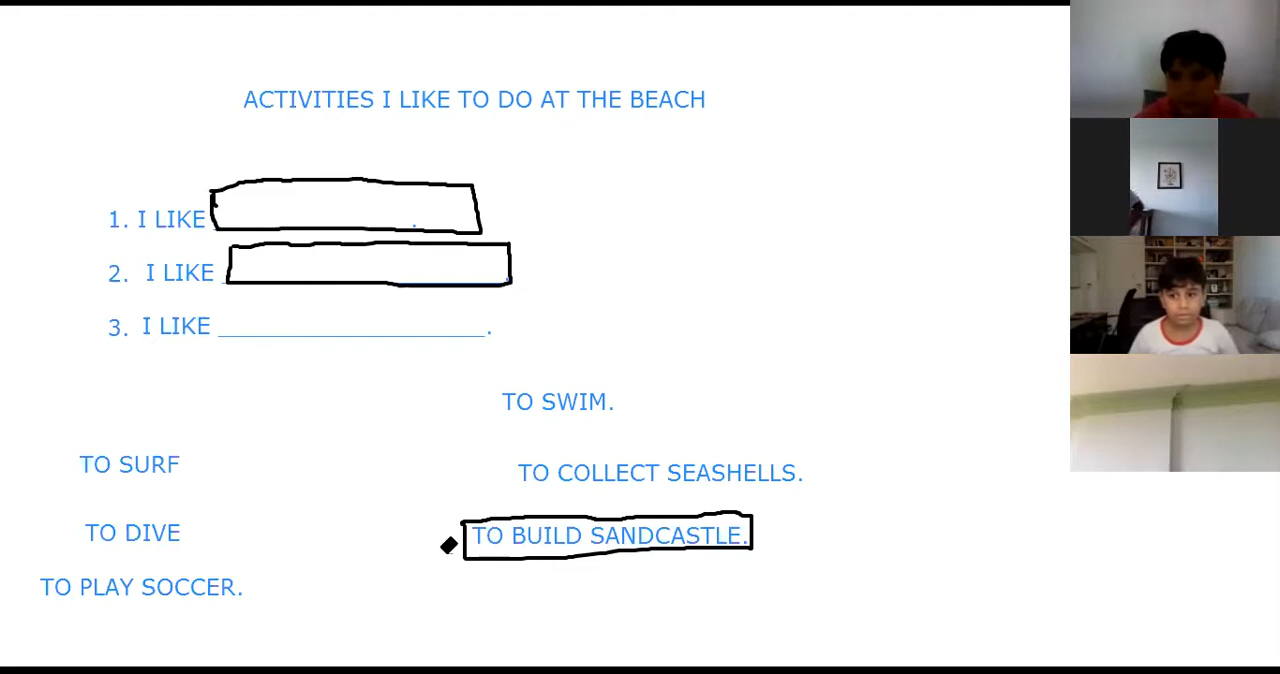 ACTIVITIES I LIKE TO DO AT THE BEACH
1. I LIKE .
2. I LIKE _
3. I LIKE ______________________.
TO SWIM.
TO SURF
TO COLLECT SEASHELLS.
TO DIVE
TO BUILD SANDCASTLE.
TO PLAY SOCCER.